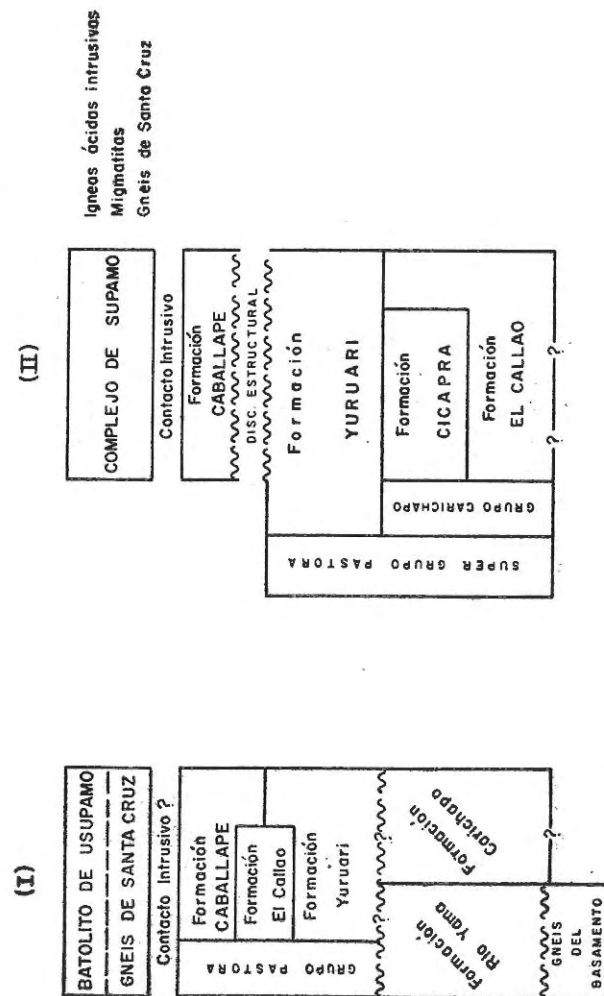 (I)
BATOLITO DE USUPAMO
GNEIS DE SANTA CRUZ
Contacto Intrusivo ?
Formación
CABALLAPE
Formación
El Callao
Formación
Yuruari
GRUPO PASTORA
?
?
Formación
Carichapo
Formación
Río Yama
?
GNEIS
DEL
BASAMENTO
(II)
COMPLEJO DE SUPAMO
Igneas ácidas intrusivas
Migmatitas
Gneis de Santa Cruz
Contacto Intrusivo
Formación
CABALLAPE
DISC. ESTRUCTURAL
Formación
YURUARI
Formación
CICAPRA
Formación
EL CALLAO
GRUPO CARICHAPO
SUPER GRUPO PASTORA
? ?